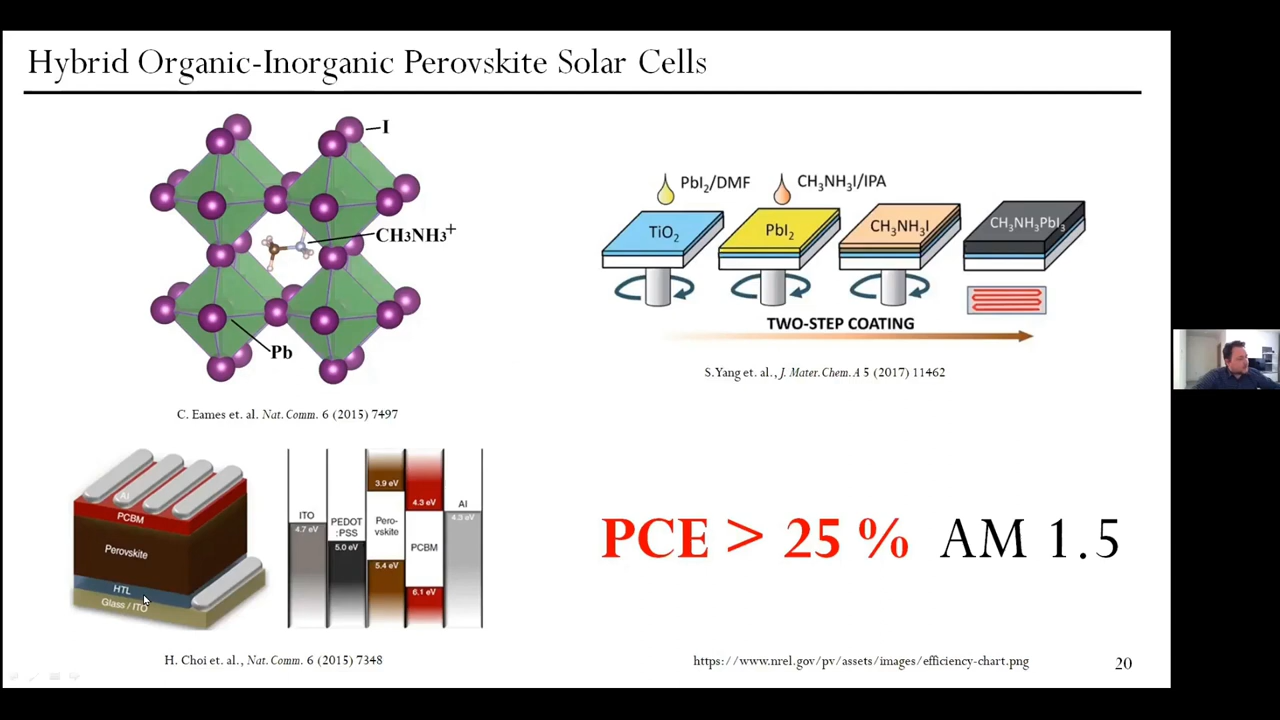 Hybrid Organic-Inorganic Perovskite Solar Cells
I
CH3NH3+
Pb
C. Eames et. al. Nat. Comm. 6 (2015) 7497
PbI2/DMF
CH3NH3I/IPA
TiO2
PbI2
CH3NH3I
CH3NH3PbI3
TWO-STEP COATING
S.Yang et. al., J. Mater. Chem. A 5 (2017) 11462
Al
PCBM
Perovskite
HTL
Glass / ITO
ITO
4.7 eV
PEDOT
:PSS
5.0 eV
3.9 eV
Pero-
vskite
5.4 eV
4.3 eV
PCBM
6.1 eV
Al
4.3 eV
H. Choi et. al., Nat. Comm. 6 (2015) 7348
PCE > 25 % AM 1.5
https://www.nrel.gov/pv/assets/images/efficiency-chart.png
20